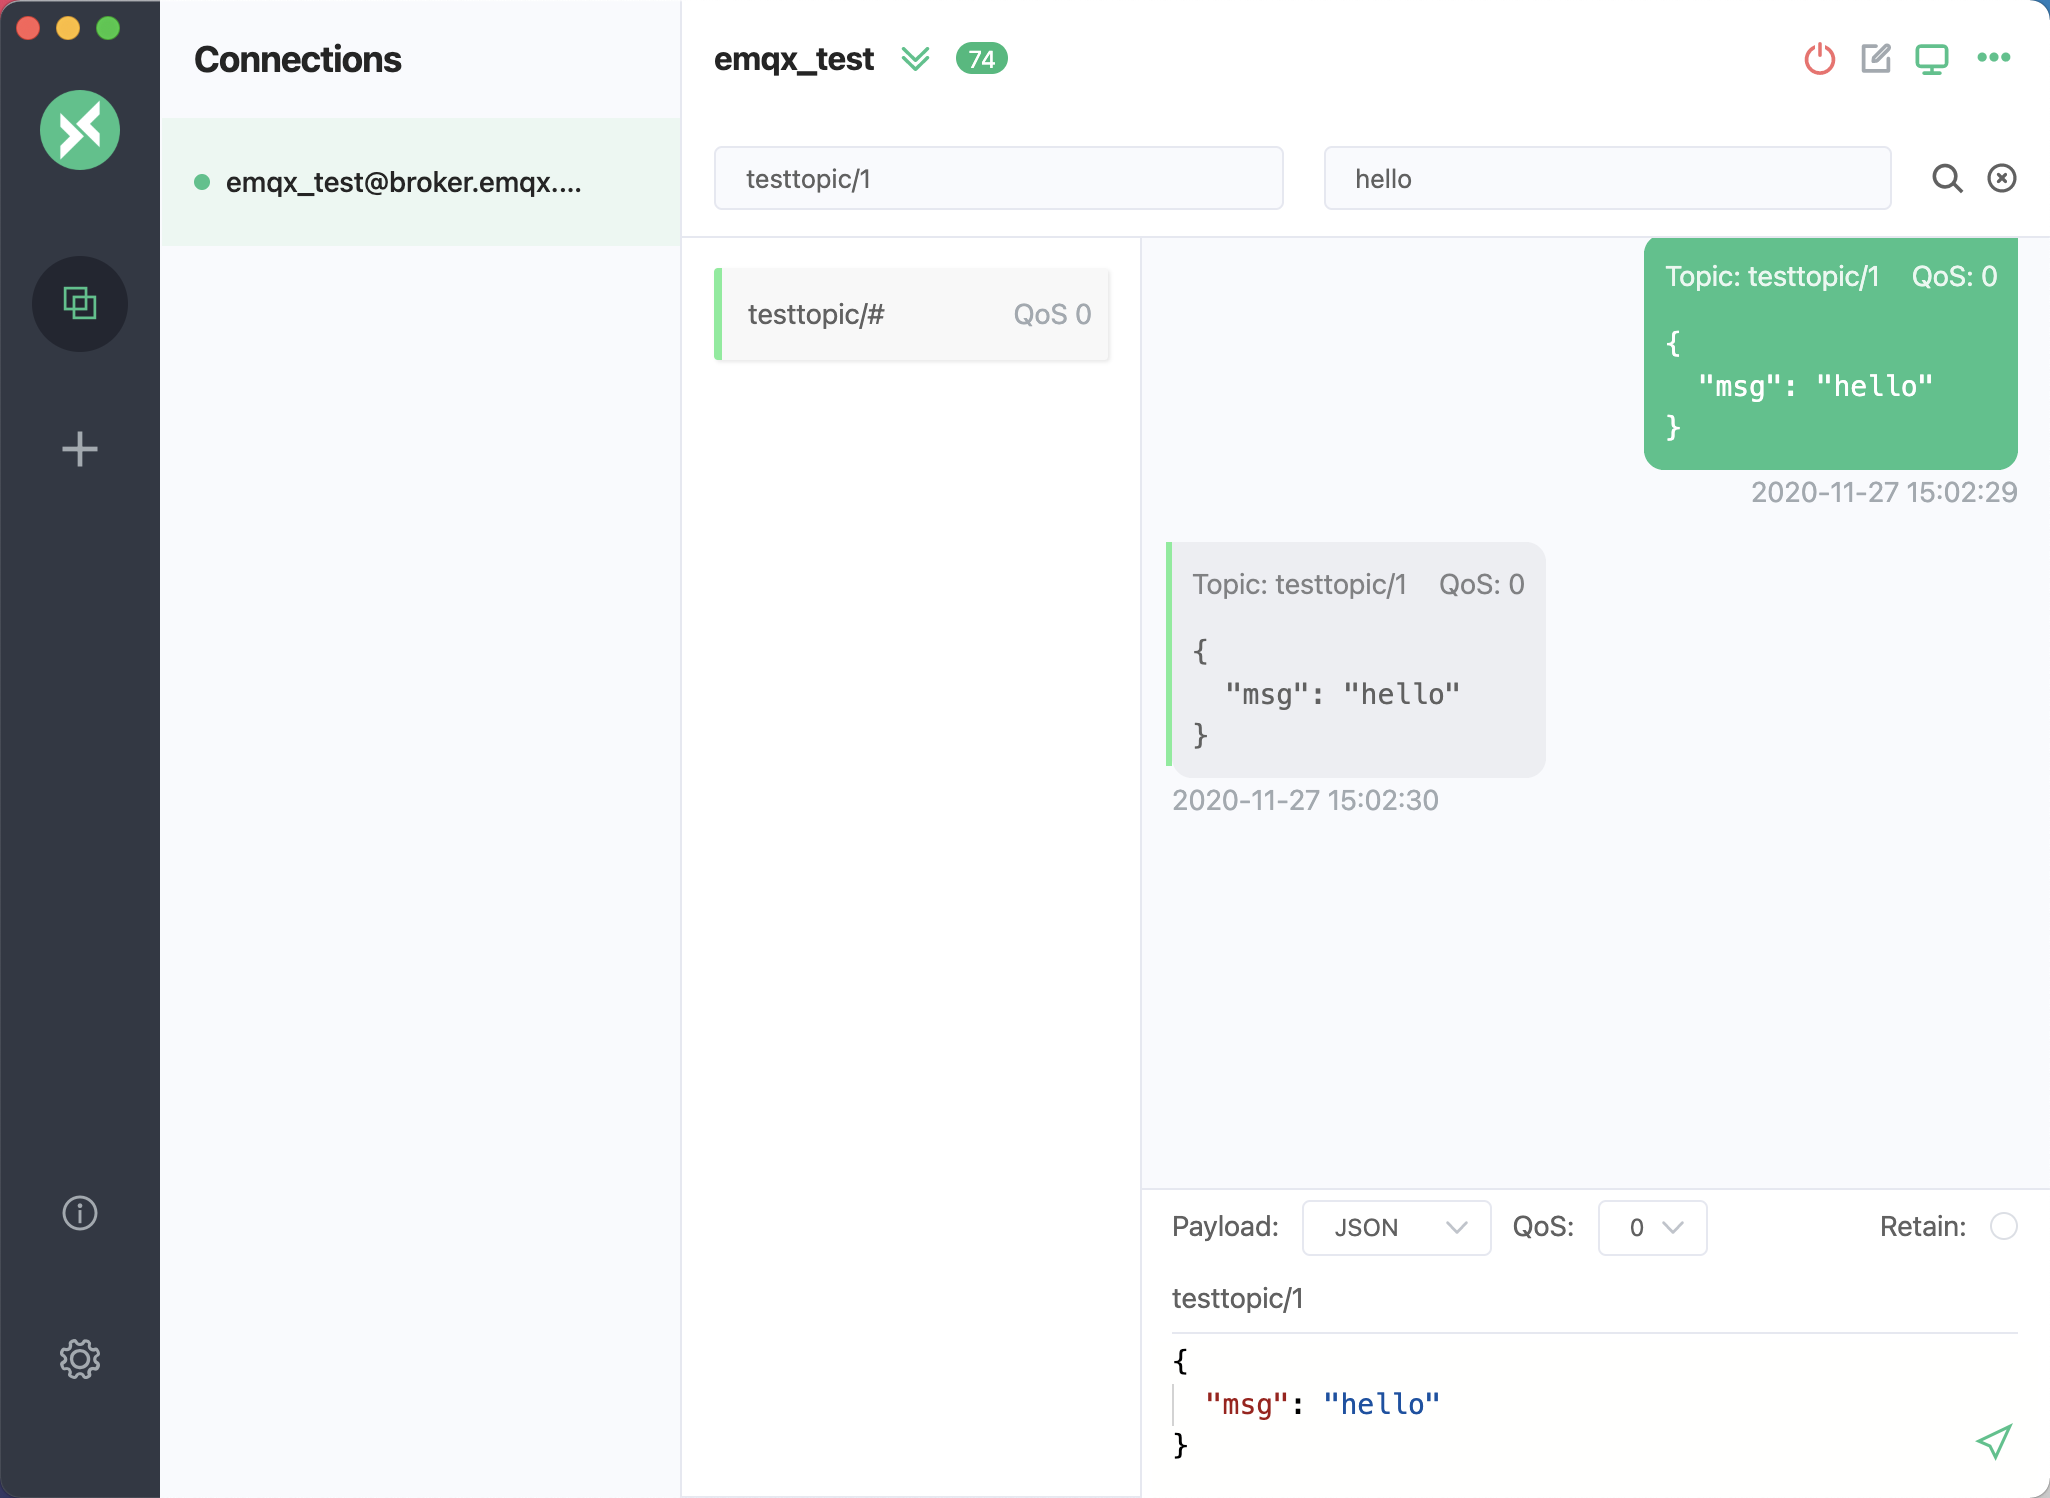 Connections
emqx_test@broker.emqx....
emqx_test 74
testtopic/1 hello
testtopic/# QoS 0
Topic: testtopic/1 QoS: 0
{
"msg": "hello"
}
2020-11-27 15:02:29
Topic: testtopic/1 QoS: 0
{
"msg": "hello"
}
2020-11-27 15:02:30
Payload: JSON QoS: 0 Retain:
testtopic/1
{
"msg": "hello"
}